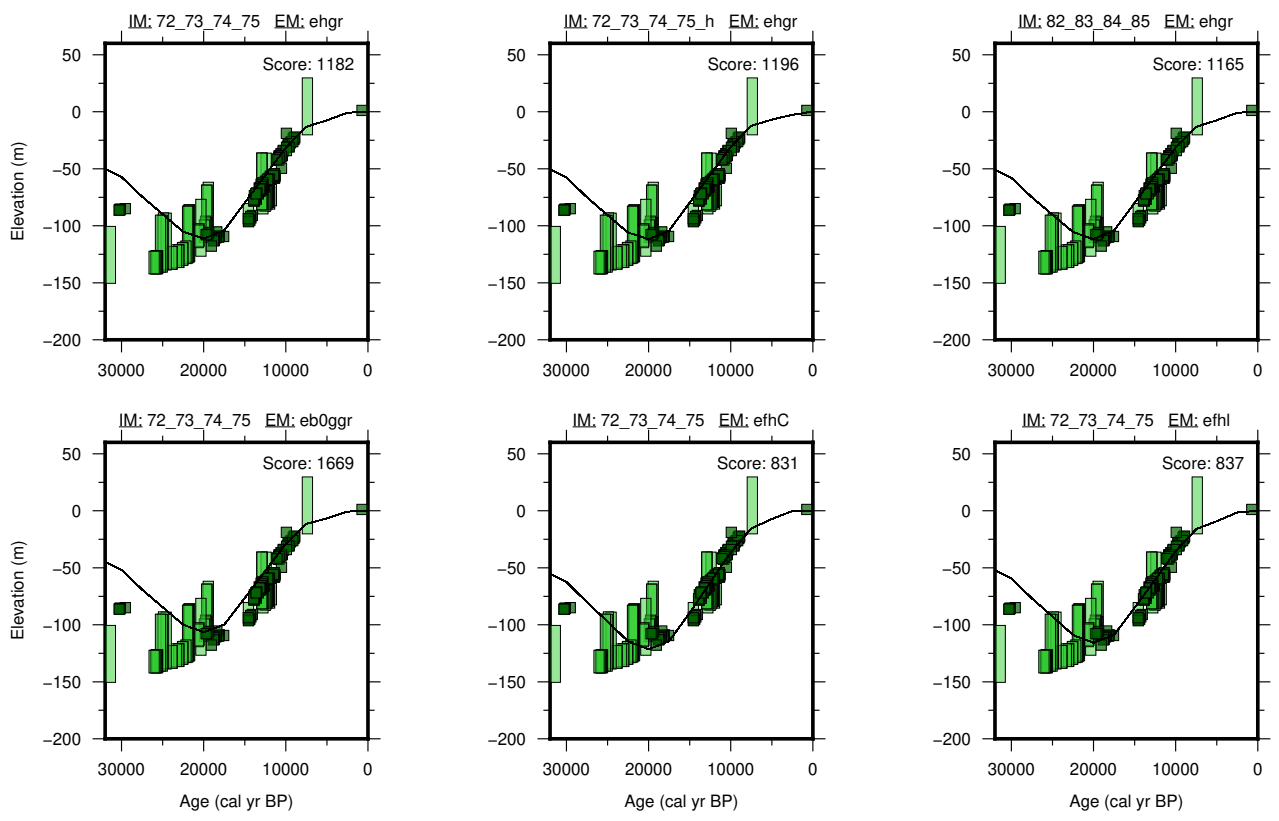 IM: 72_73_74_75 EM: ehgr
IM: 72_73_74_75_h EM: ehgr
IM: 82_83_84_85 EM: ehgr
Score: 1182
Score: 1196
Score: 1165
50
0
−50
−100
−150
−200
Elevation (m)
30000 20000 10000 0
50
0
−50
−100
−150
−200
30000 20000 10000 0
50
0
−50
−100
−150
−200
30000 20000 10000 0
IM: 72_73_74_75 EM: eb0ggr
IM: 72_73_74_75 EM: efhC
IM: 72_73_74_75 EM: efhl
Score: 1669
Score: 831
Score: 837
50
0
−50
−100
−150
−200
Elevation (m)
30000 20000 10000 0
Age (cal yr BP)
50
0
−50
−100
−150
−200
30000 20000 10000 0
Age (cal yr BP)
50
0
−50
−100
−150
−200
30000 20000 10000 0
Age (cal yr BP)